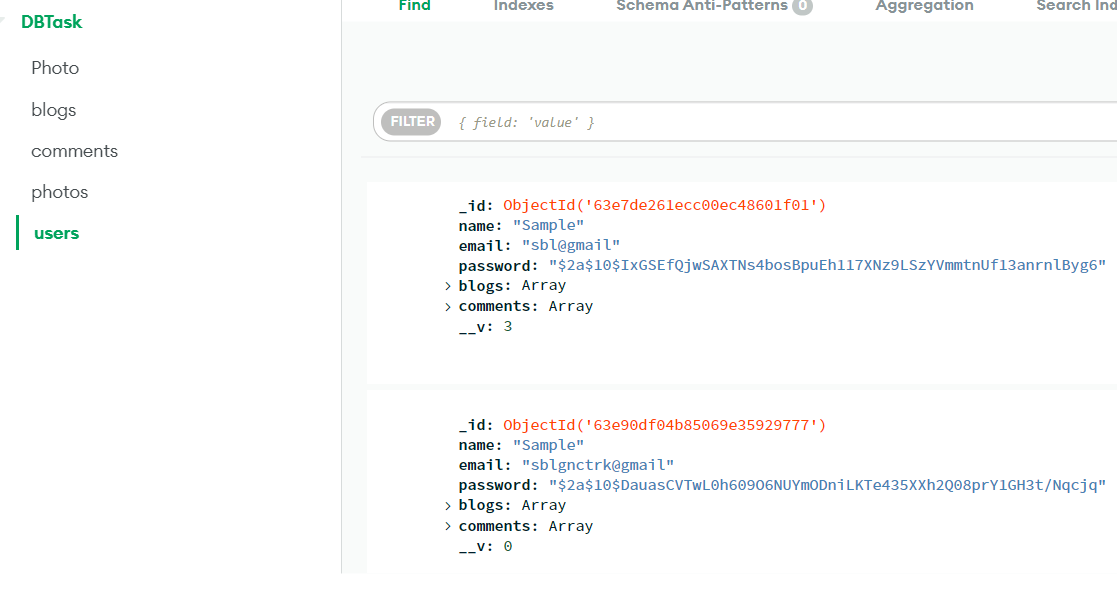 DBTask
Photo
blogs
comments
photos
users
Find Indexes Schema Anti-Patterns 0 Aggregation Search Ind
FILTER { field: 'value' }
_id: ObjectId('63e7de261ecc00ec48601f01')
name: "Sample"
email: "sbl@gmail"
password: "$2a$10$IxGSEfQjwSAXTNs4bosBpuEh117XNz9LSzYVmmtnUf13anrnlByg6"
> blogs: Array
> comments: Array
__v: 3
_id: ObjectId('63e90df04b85069e35929777')
name: "Sample"
email: "sblgnctrk@gmail"
password: "$2a$10$DauasCVTwL0h609O6NUYmODniLKTe435XXh2Q08prY1GH3t/Nqcjq"
> blogs: Array
> comments: Array
__v: 0